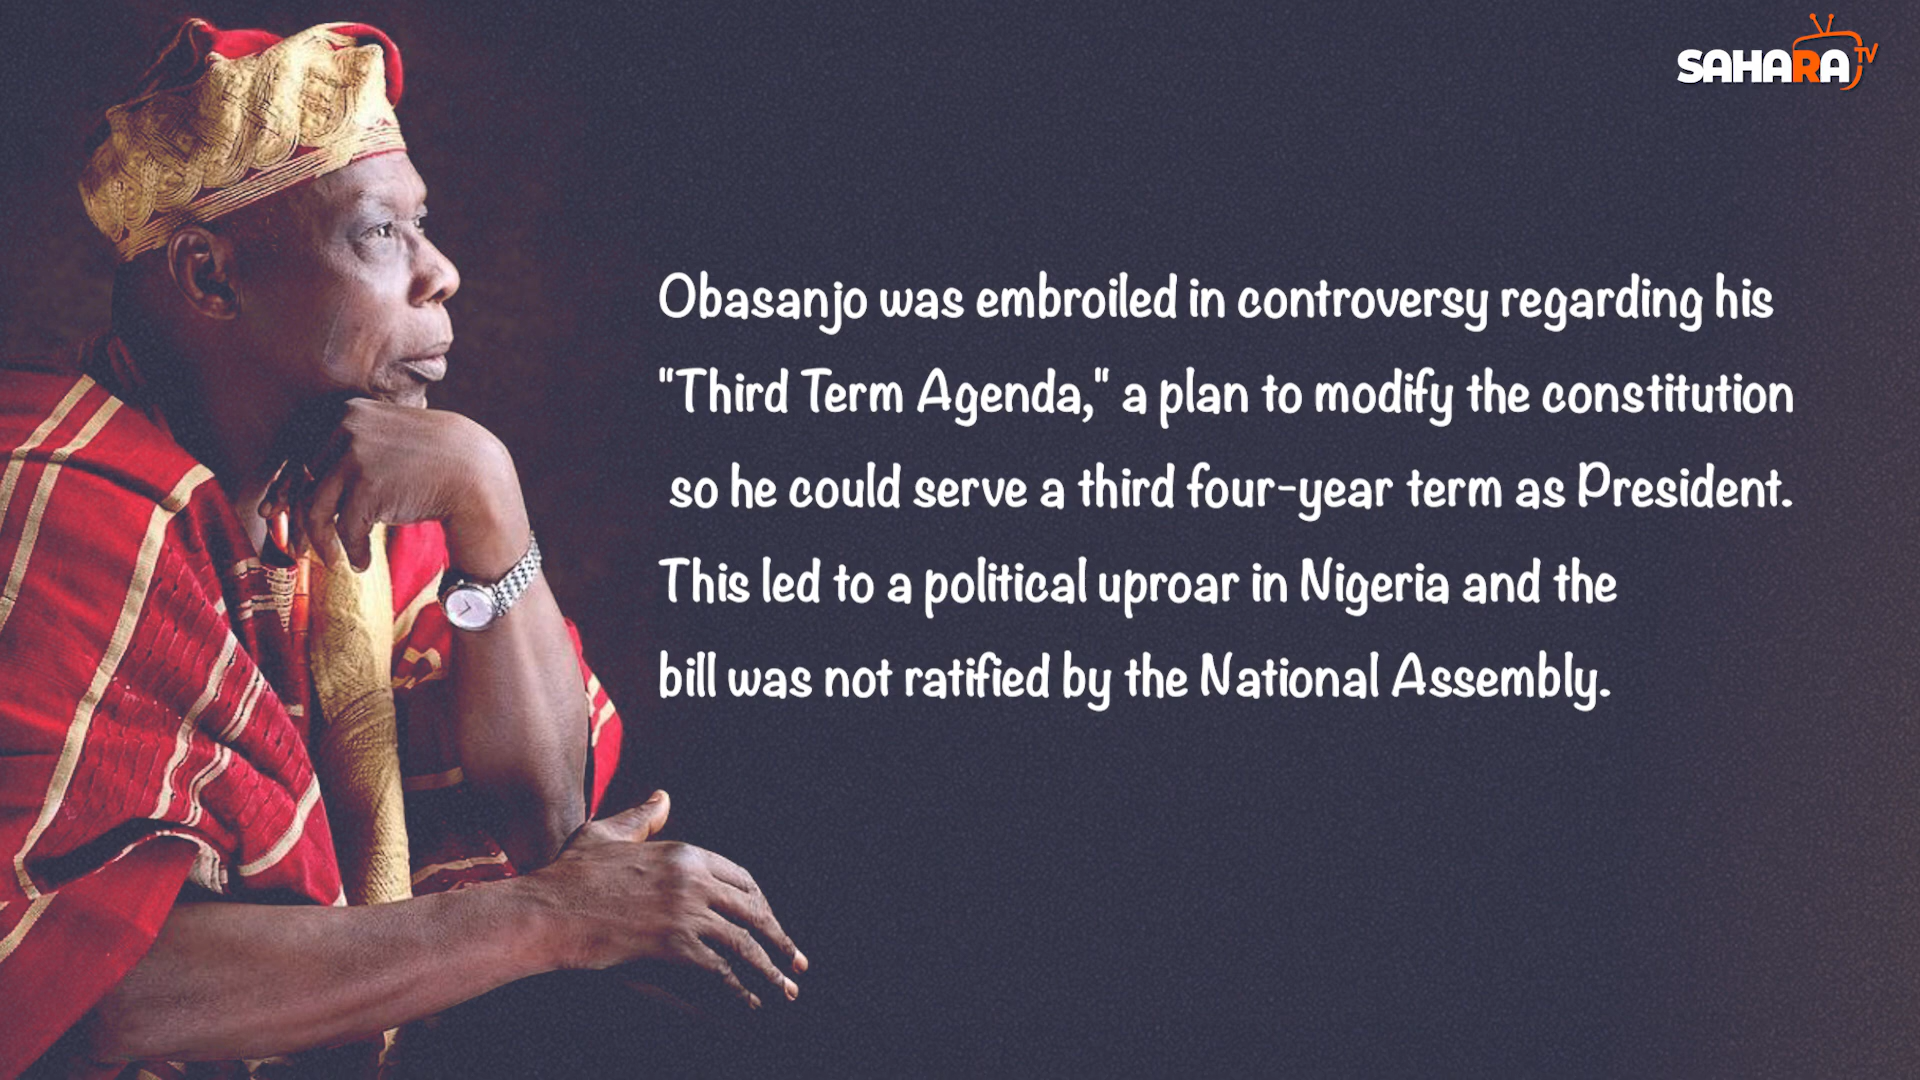 SAHARA TV
Obasanjo was embroiled in controversy regarding his
"Third Term Agenda," a plan to modify the constitution
so he could serve a third four-year term as President.
This led to a political uproar in Nigeria and the
bill was not ratified by the National Assembly.